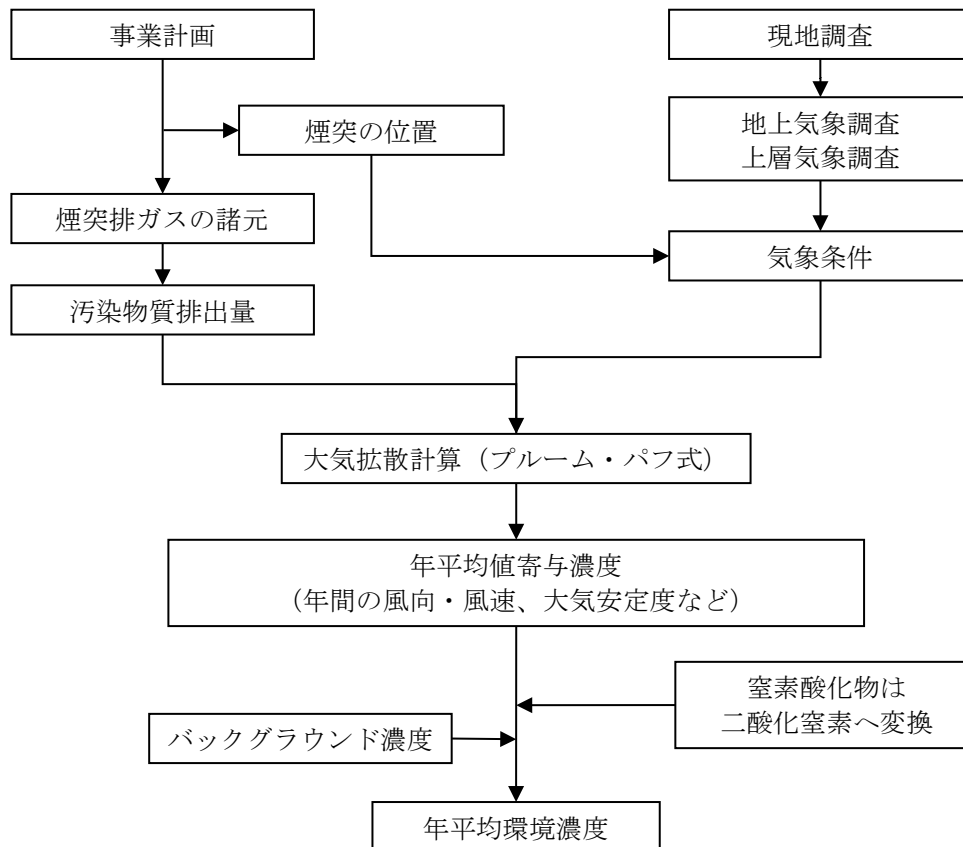 事業計画
現地調査
煙突の位置
地上気象調査
上層気象調査
煙突排ガスの諸元
気象条件
汚染物質排出量
大気拡散計算（プルーム・パフ式）
年平均値寄与濃度
（年間の風向・風速、大気安定度など）
窒素酸化物は
二酸化窒素へ変換
バックグラウンド濃度
年平均環境濃度